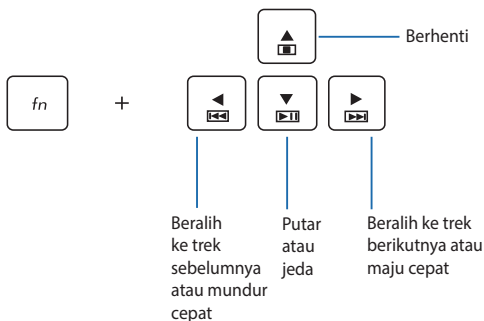 Berhenti
fn
+
Beralih
ke trek
sebelumnya
atau mundur
cepat
Putar
atau
jeda
Beralih ke trek
berikutnya atau
maju cepat